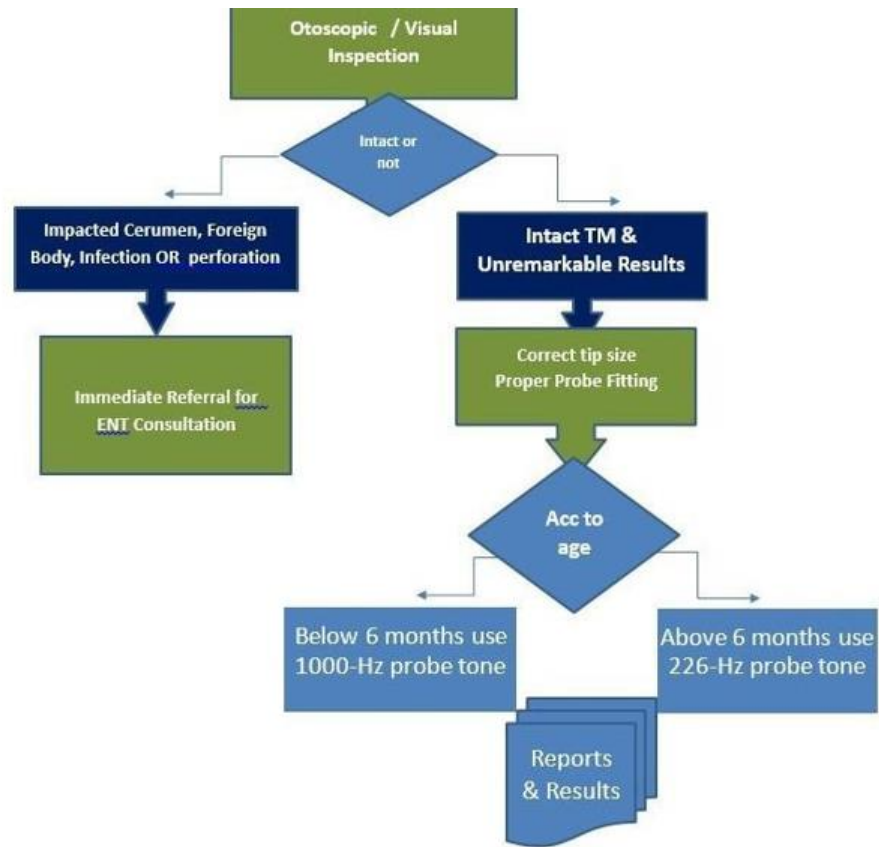 Otoscopic / Visual
Inspection
Intact or
not
Impacted Cerumen, Foreign
Body, Infection OR perforation
Intact TM &
Unremarkable Results
Correct tip size
Proper Probe Fitting
Immediate Referral for
ENT Consultation
Acc to
age
Below 6 months use
1000-Hz probe tone
Above 6 months use
226-Hz probe tone
Reports
& Results